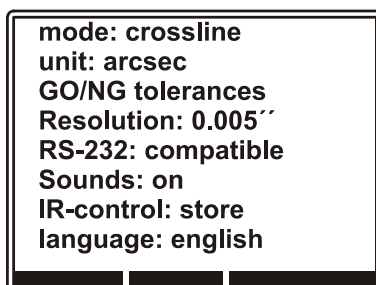 mode: crossline
unit: arcsec
GO/NG tolerances
Resolution: 0.005´´
RS-232: compatible
Sounds: on
IR-control: store
language: english